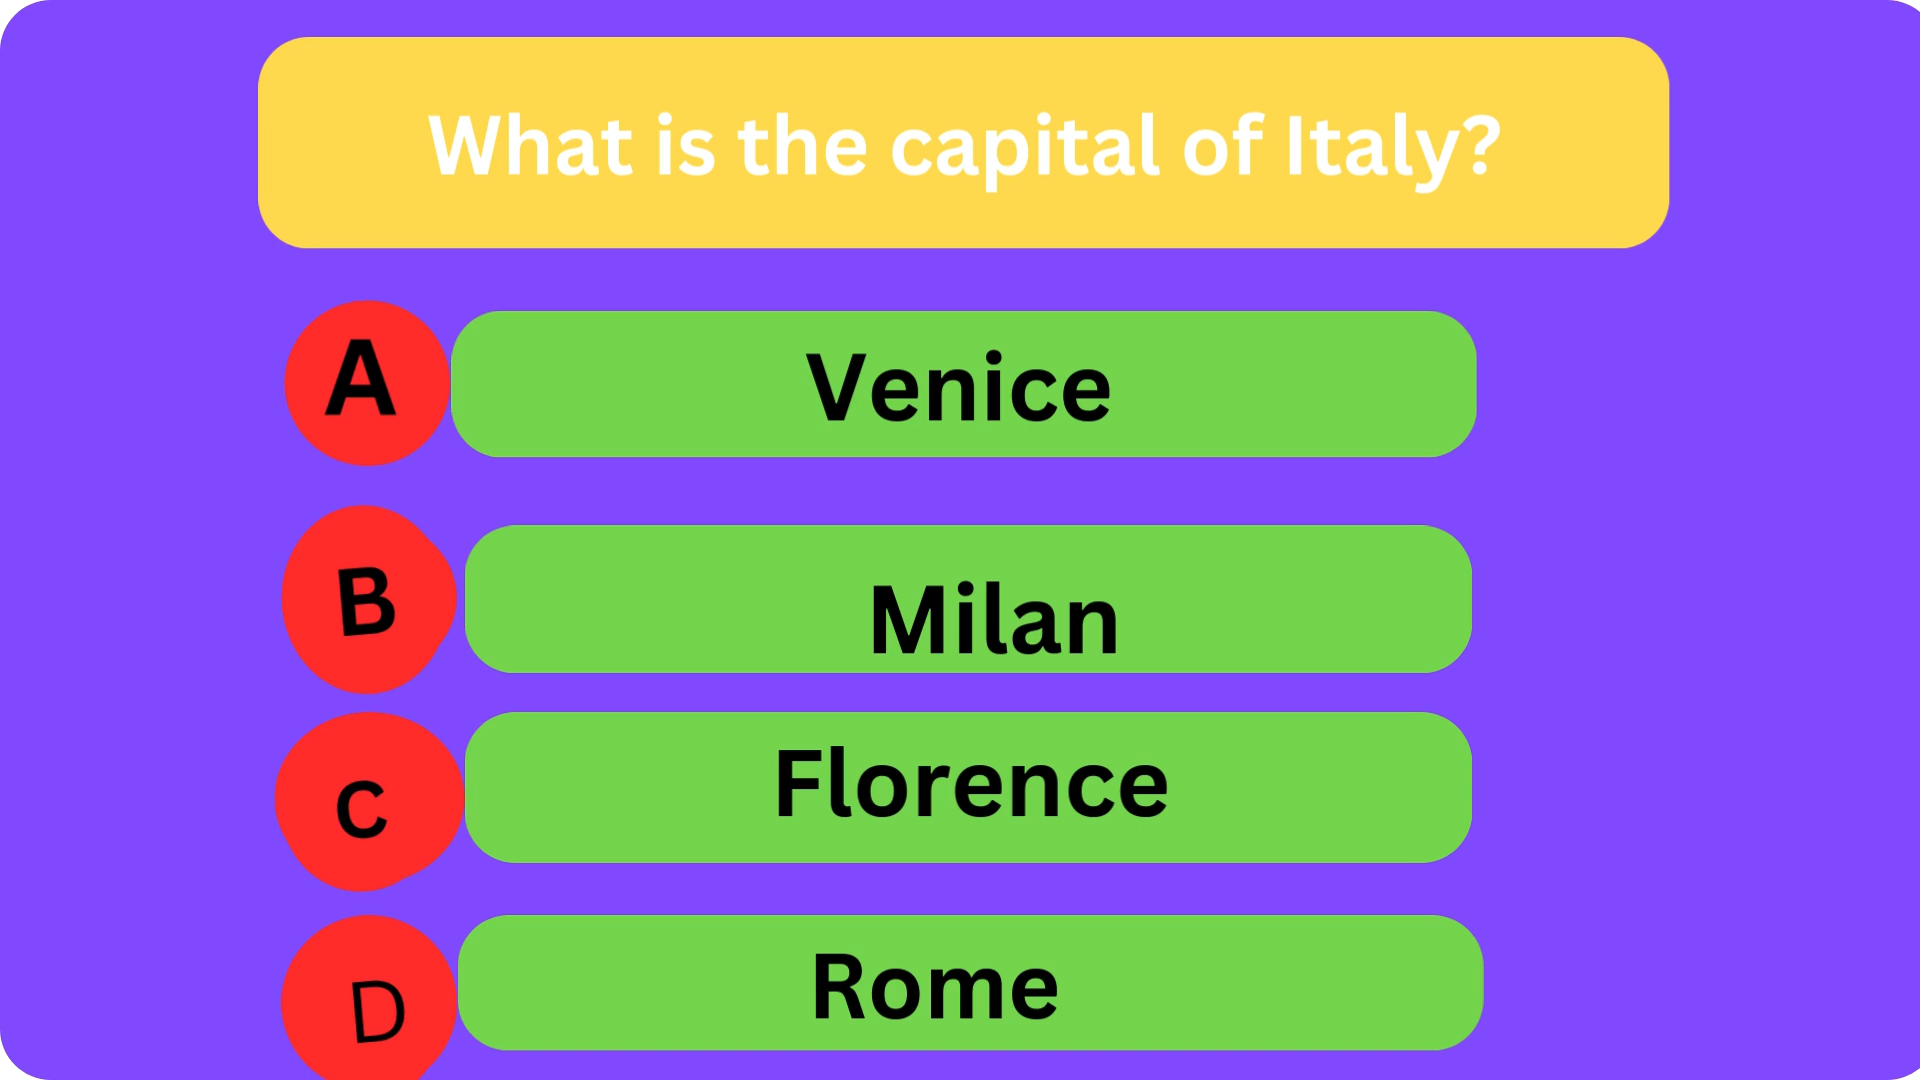 What is the capital of Italy?
A Venice
B Milan
C Florence
D Rome